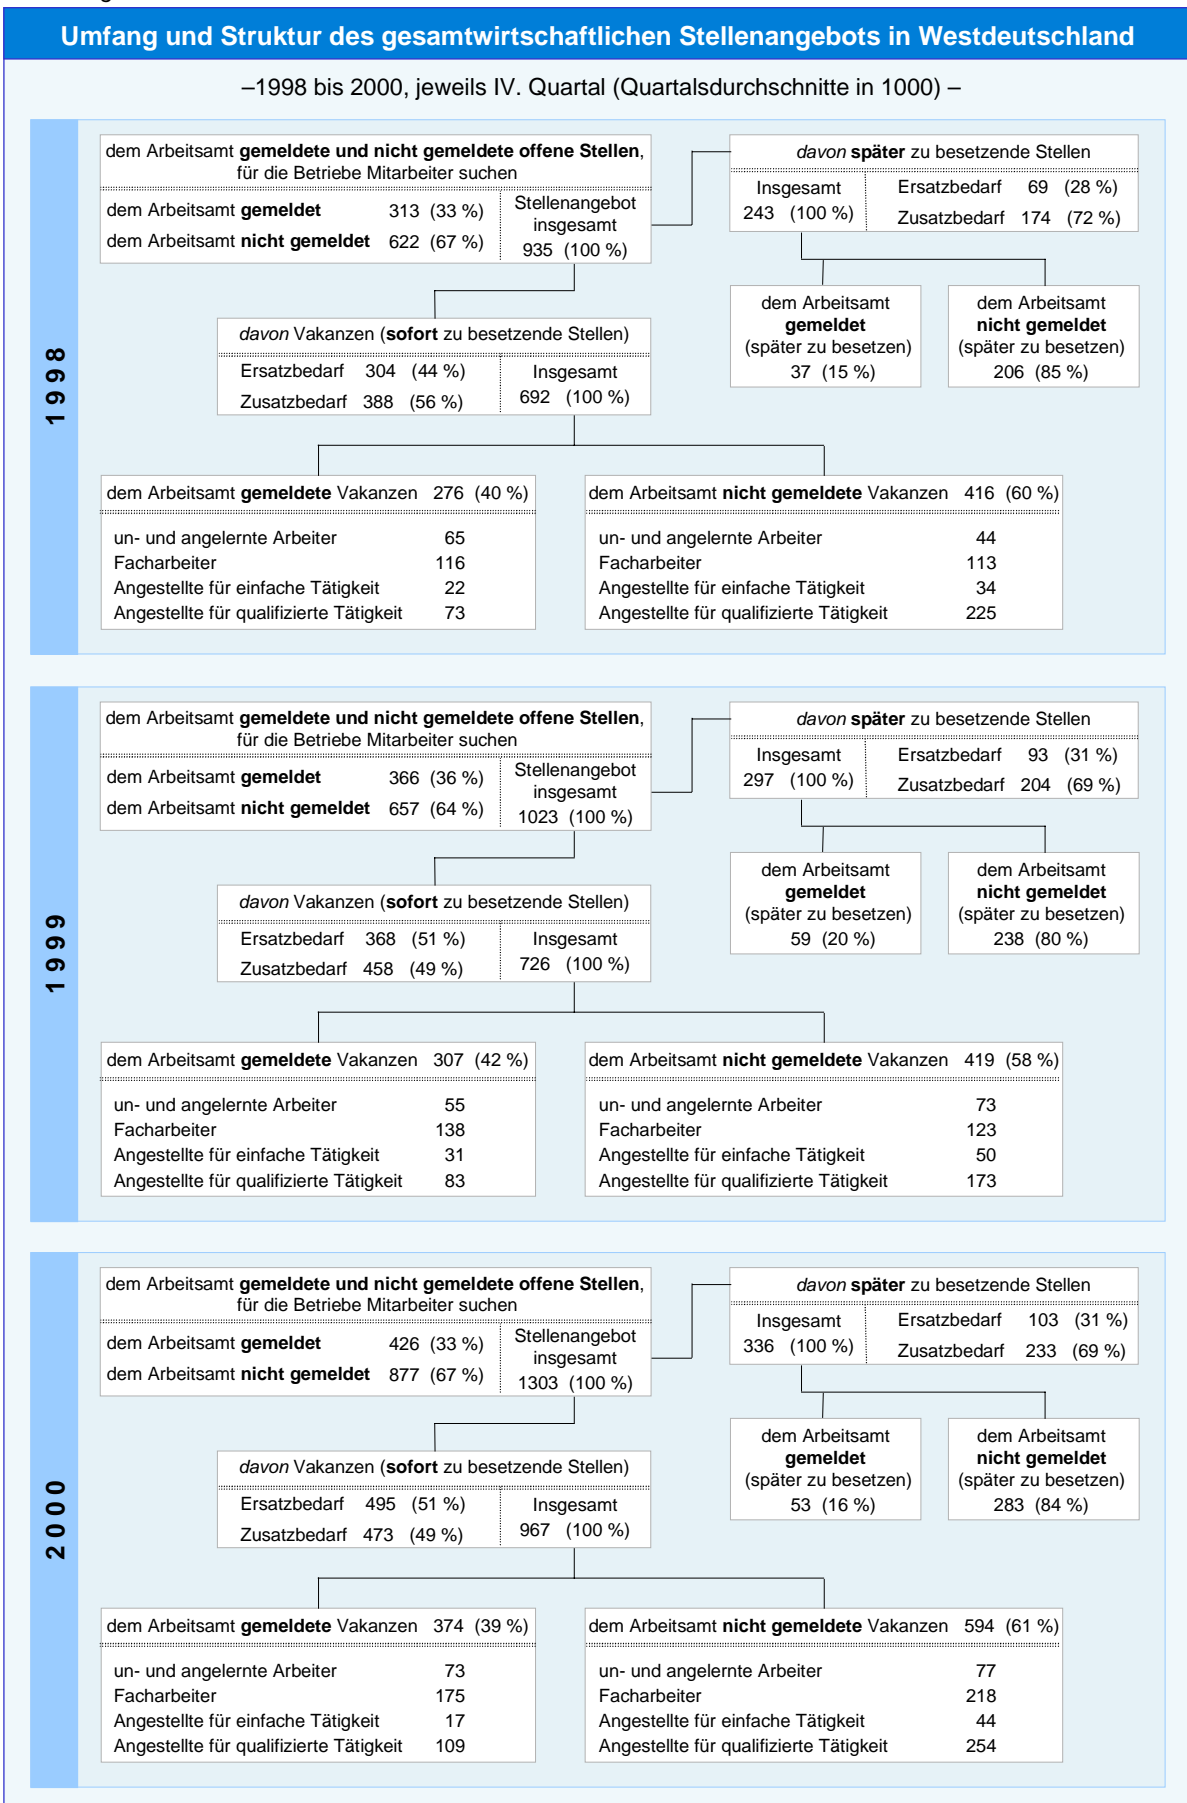 Umfang und Struktur des gesamtwirtschaftlichen Stellenangebots in Westdeutschland
–1998 bis 2000, jeweils IV. Quartal (Quartalsdurchschnitte in 1000) –
1998
dem Arbeitsamt gemeldete und nicht gemeldete offene Stellen,
für die Betriebe Mitarbeiter suchen
dem Arbeitsamt gemeldet 313 (33 %)
dem Arbeitsamt nicht gemeldet 622 (67 %)
Stellenangebot
insgesamt
935 (100 %)
davon später zu besetzende Stellen
Insgesamt
243 (100 %)
Ersatzbedarf 69 (28 %)
Zusatzbedarf 174 (72 %)
dem Arbeitsamt
gemeldet
(später zu besetzen)
37 (15 %)
dem Arbeitsamt
nicht gemeldet
(später zu besetzen)
206 (85 %)
davon Vakanzen (sofort zu besetzende Stellen)
Ersatzbedarf 304 (44 %)
Zusatzbedarf 388 (56 %)
Insgesamt
692 (100 %)
dem Arbeitsamt gemeldete Vakanzen 276 (40 %)
un- und angelernte Arbeiter 65
Facharbeiter 116
Angestellte für einfache Tätigkeit 22
Angestellte für qualifizierte Tätigkeit 73
dem Arbeitsamt nicht gemeldete Vakanzen 416 (60 %)
un- und angelernte Arbeiter 44
Facharbeiter 113
Angestellte für einfache Tätigkeit 34
Angestellte für qualifizierte Tätigkeit 225
1999
dem Arbeitsamt gemeldete und nicht gemeldete offene Stellen,
für die Betriebe Mitarbeiter suchen
dem Arbeitsamt gemeldet 366 (36 %)
dem Arbeitsamt nicht gemeldet 657 (64 %)
Stellenangebot
insgesamt
1023 (100 %)
davon später zu besetzende Stellen
Insgesamt
297 (100 %)
Ersatzbedarf 93 (31 %)
Zusatzbedarf 204 (69 %)
dem Arbeitsamt
gemeldet
(später zu besetzen)
59 (20 %)
dem Arbeitsamt
nicht gemeldet
(später zu besetzen)
238 (80 %)
davon Vakanzen (sofort zu besetzende Stellen)
Ersatzbedarf 368 (51 %)
Zusatzbedarf 458 (49 %)
Insgesamt
726 (100 %)
dem Arbeitsamt gemeldete Vakanzen 307 (42 %)
un- und angelernte Arbeiter 55
Facharbeiter 138
Angestellte für einfache Tätigkeit 31
Angestellte für qualifizierte Tätigkeit 83
dem Arbeitsamt nicht gemeldete Vakanzen 419 (58 %)
un- und angelernte Arbeiter 73
Facharbeiter 123
Angestellte für einfache Tätigkeit 50
Angestellte für qualifizierte Tätigkeit 173
2000
dem Arbeitsamt gemeldete und nicht gemeldete offene Stellen,
für die Betriebe Mitarbeiter suchen
dem Arbeitsamt gemeldet 426 (33 %)
dem Arbeitsamt nicht gemeldet 877 (67 %)
Stellenangebot
insgesamt
1303 (100 %)
davon später zu besetzende Stellen
Insgesamt
336 (100 %)
Ersatzbedarf 103 (31 %)
Zusatzbedarf 233 (69 %)
dem Arbeitsamt
gemeldet
(später zu besetzen)
53 (16 %)
dem Arbeitsamt
nicht gemeldet
(später zu besetzen)
283 (84 %)
davon Vakanzen (sofort zu besetzende Stellen)
Ersatzbedarf 495 (51 %)
Zusatzbedarf 473 (49 %)
Insgesamt
967 (100 %)
dem Arbeitsamt gemeldete Vakanzen 374 (39 %)
un- und angelernte Arbeiter 73
Facharbeiter 175
Angestellte für einfache Tätigkeit 17
Angestellte für qualifizierte Tätigkeit 109
dem Arbeitsamt nicht gemeldete Vakanzen 594 (61 %)
un- und angelernte Arbeiter 77
Facharbeiter 218
Angestellte für einfache Tätigkeit 44
Angestellte für qualifizierte Tätigkeit 254